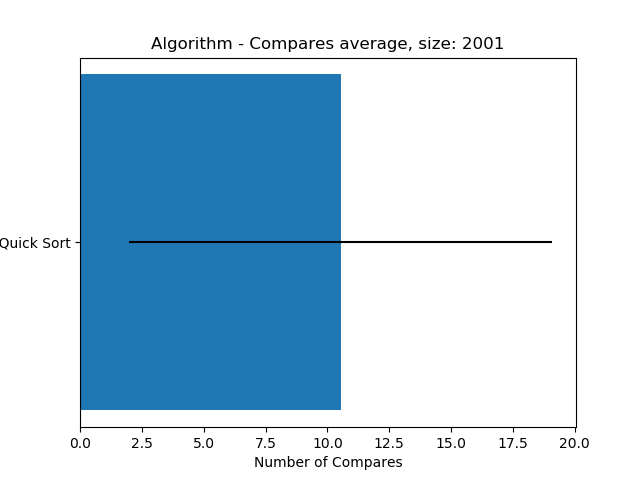 Algorithm - Compares average, size: 2001
Quick Sort
0.0 2.5 5.0 7.5 10.0 12.5 15.0 17.5 20.0
Number of Compares